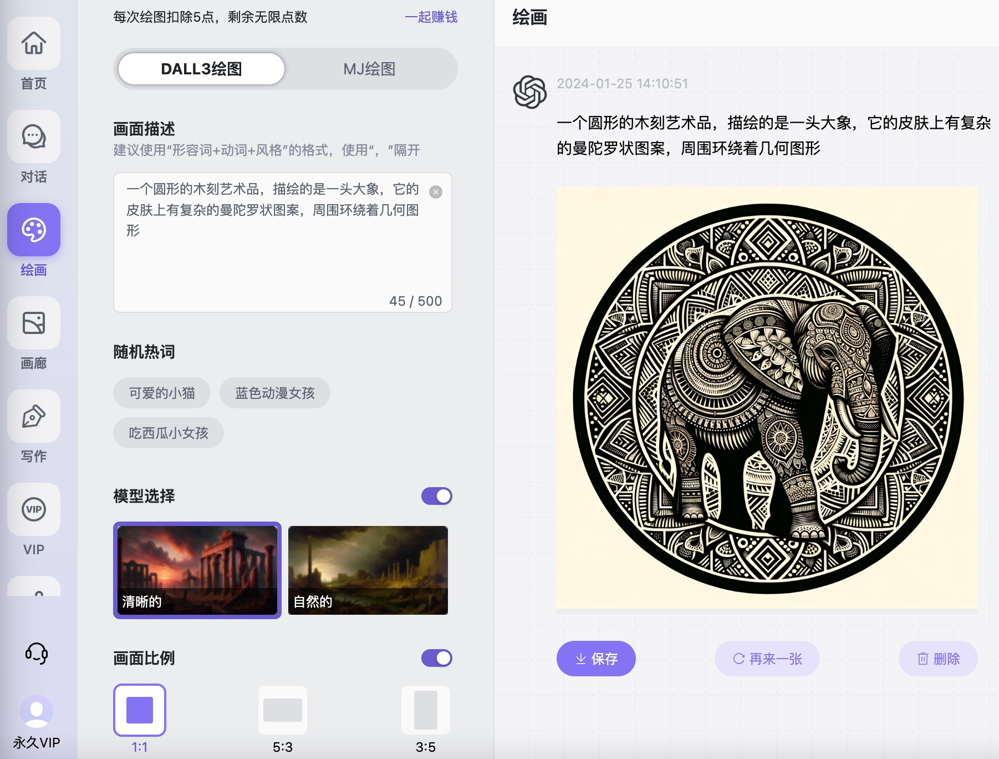 首页
对话
绘画
画廊
写作
VIP
VIP
永久VIP
每次绘图扣除5点，剩余无限点数
一起赚钱
DALL3绘图
MJ绘图
画面描述
建议使用“形容词+动词+风格”的格式，使用“，”隔开
一个圆形的木刻艺术品，描绘的是一头大象，它的
皮肤上有复杂的曼陀罗状图案，周围环绕着几何图
形
45 / 500
随机热词
可爱的小猫
蓝色动漫女孩
吃西瓜小女孩
模型选择
清晰的
自然的
画面比例
1:1
5:3
3:5
绘画
2024-01-25 14:10:51
一个圆形的木刻艺术品，描绘的是一头大象，它的皮肤上有复杂
的曼陀罗状图案，周围环绕着几何图形
保存
再来一张
删除